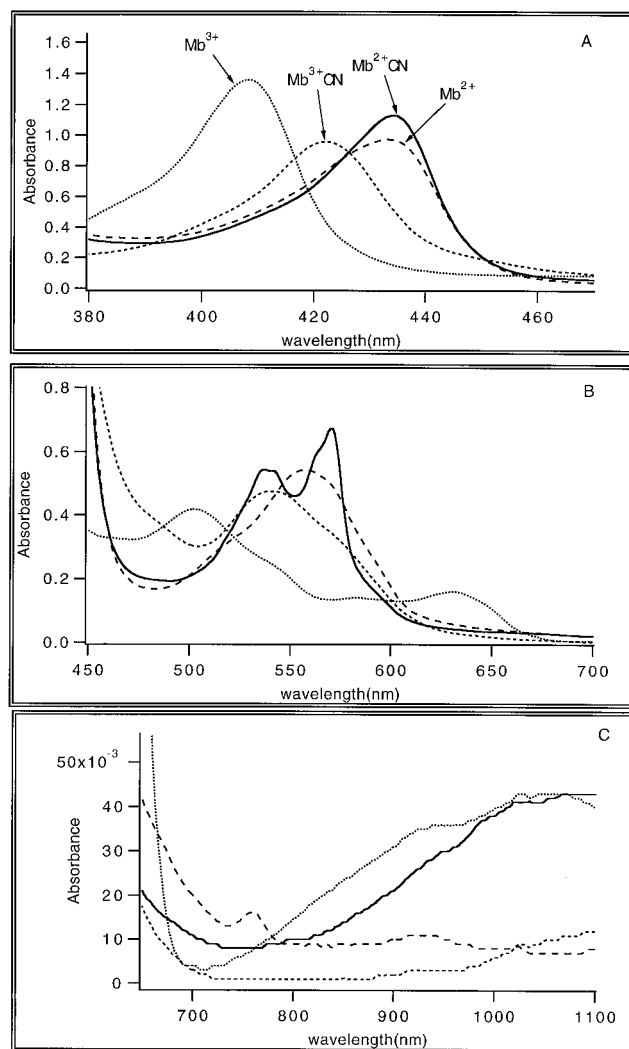 A
Mb³⁺
Mb³⁺CN
Mb²⁺CN
Mb²⁺
1.6
1.4
1.2
1.0
0.8
0.6
0.4
0.2
0.0
Absorbance
380 400 420 440 460
wavelength(nm)
B
0.8
0.6
0.4
0.2
0.0
Absorbance
450 500 550 600 650 700
wavelength(nm)
C
50x10⁻³
40
30
20
10
0
Absorbance
700 800 900 1000 1100
wavelength(nm)